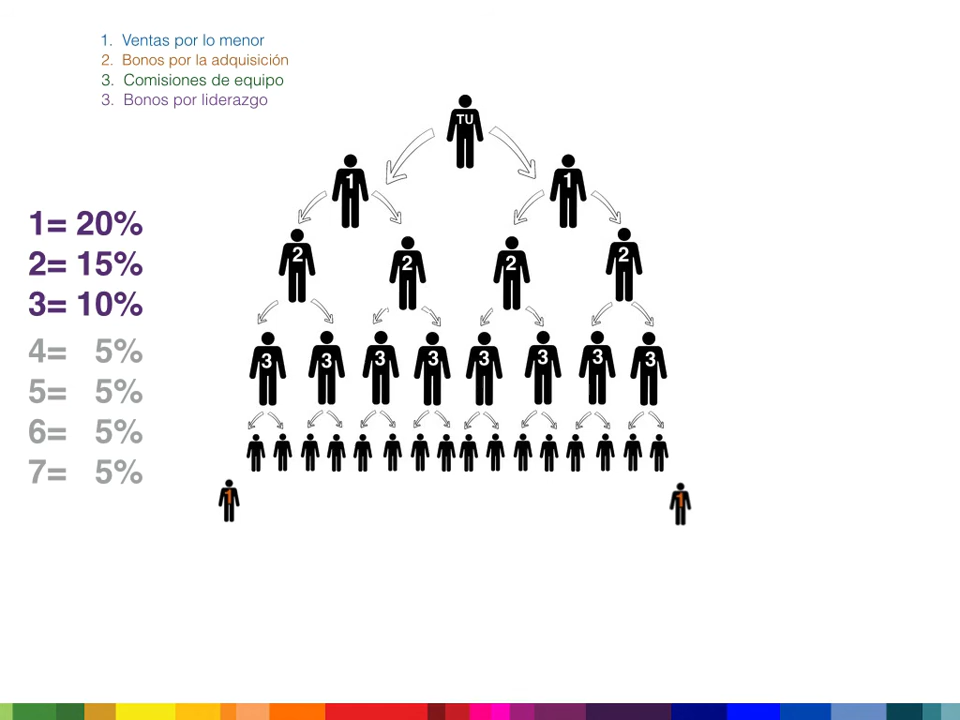 1. Ventas por lo menor
2. Bonos por la adquisición
3. Comisiones de equipo
3. Bonos por liderazgo
TU
1 1
1= 20%
2= 15%
3= 10%
4= 5%
5= 5%
6= 5%
7= 5%
2 2 2 2
3 3 3 3 3 3 3 3
1 1